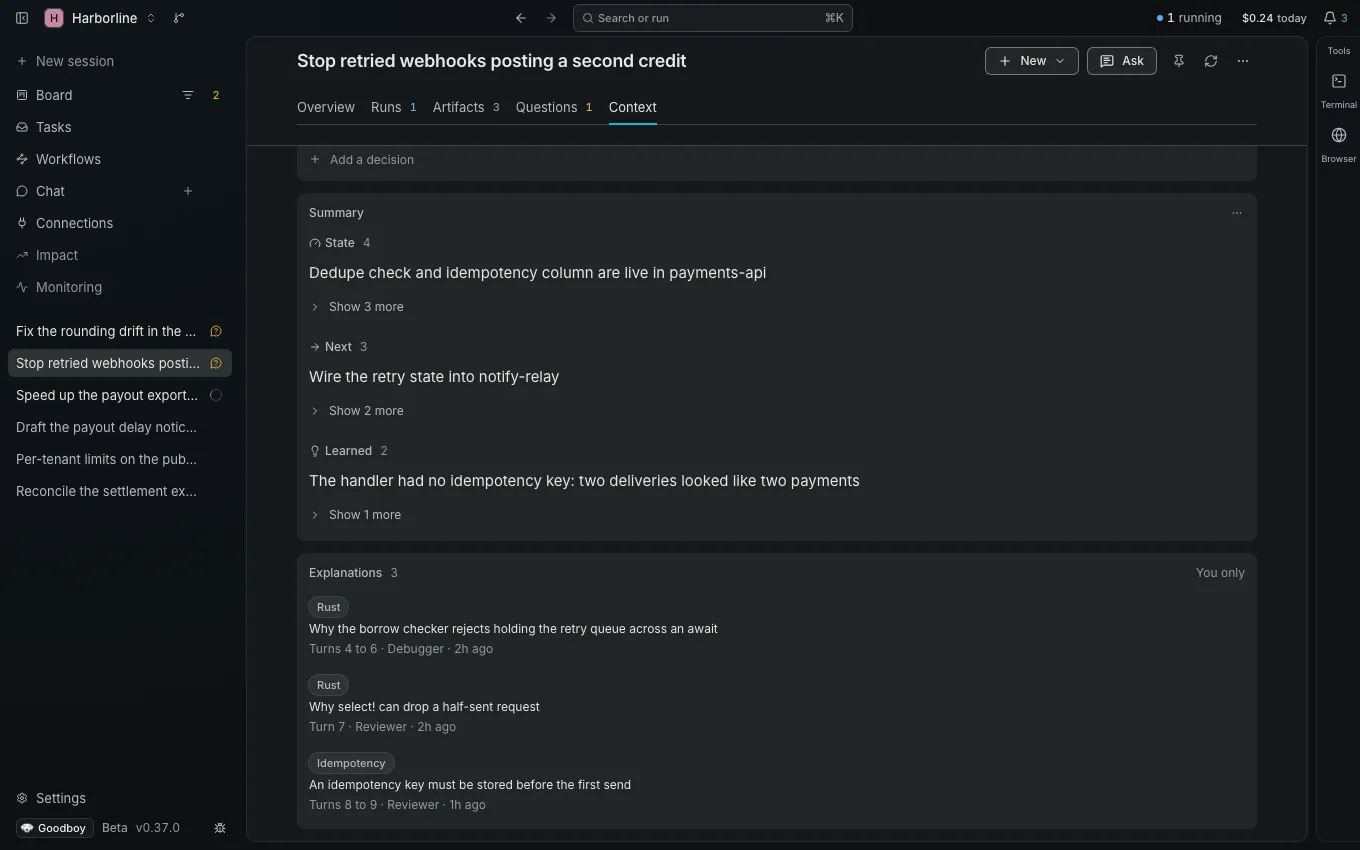 H Harborline
Search or run ⌘K
1 running $0.24 today 3
New session
Board 2
Tasks
Workflows
Chat
Connections
Impact
Monitoring
Fix the rounding drift in the ...
Stop retried webhooks posti...
Speed up the payout export...
Draft the payout delay notic...
Per-tenant limits on the pub...
Reconcile the settlement ex...
Settings
Goodboy Beta v0.37.0
Stop retried webhooks posting a second credit
New Ask
Overview Runs 1 Artifacts 3 Questions 1 Context
Add a decision
Summary
State 4
Dedupe check and idempotency column are live in payments-api
Show 3 more
Next 3
Wire the retry state into notify-relay
Show 2 more
Learned 2
The handler had no idempotency key: two deliveries looked like two payments
Show 1 more
Explanations 3 You only
Rust
Why the borrow checker rejects holding the retry queue across an await
Turns 4 to 6 · Debugger · 2h ago
Rust
Why select! can drop a half-sent request
Turn 7 · Reviewer · 2h ago
Idempotency
An idempotency key must be stored before the first send
Turns 8 to 9 · Reviewer · 1h ago
Tools
Terminal
Browser